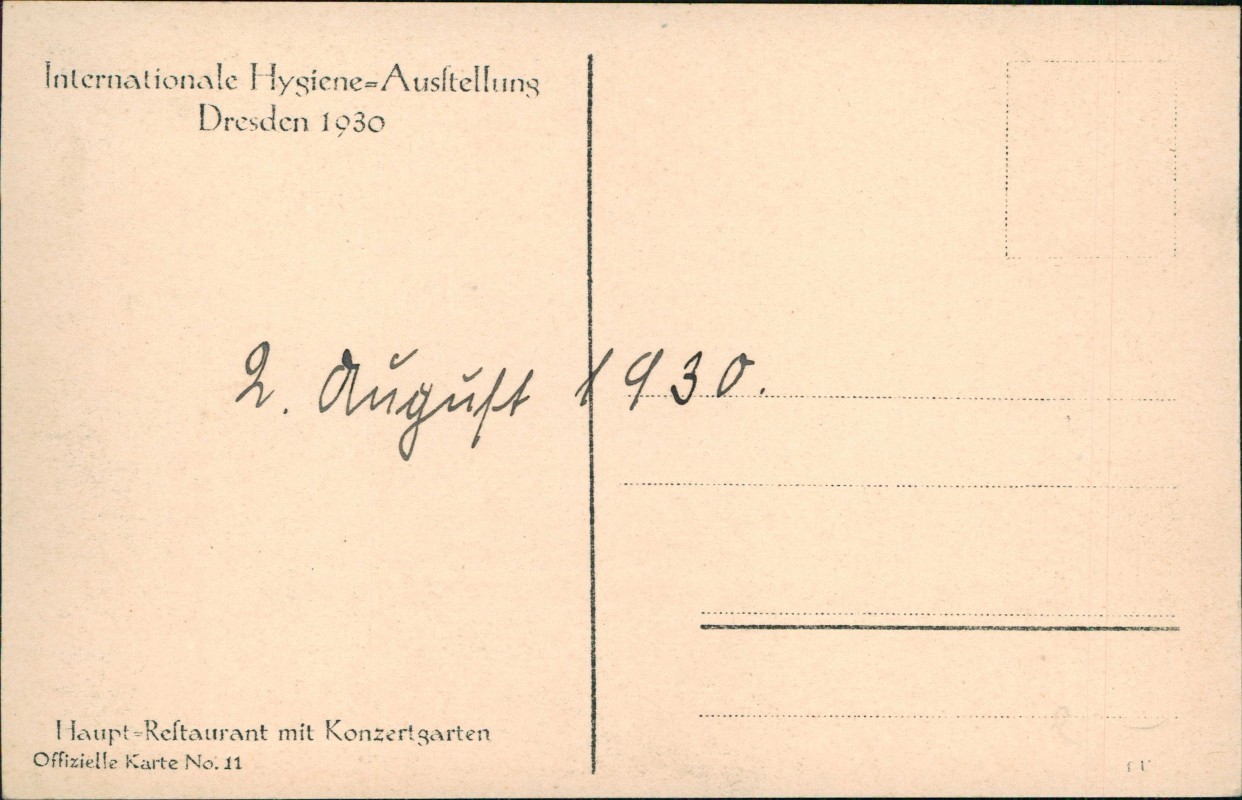 Internationale Hygiene=Ausſtellung
Dresden 1930
2. Auguſt 1930.
Haupt=Reſtaurant mit Konzertgarten
Offizielle Karte No. 11